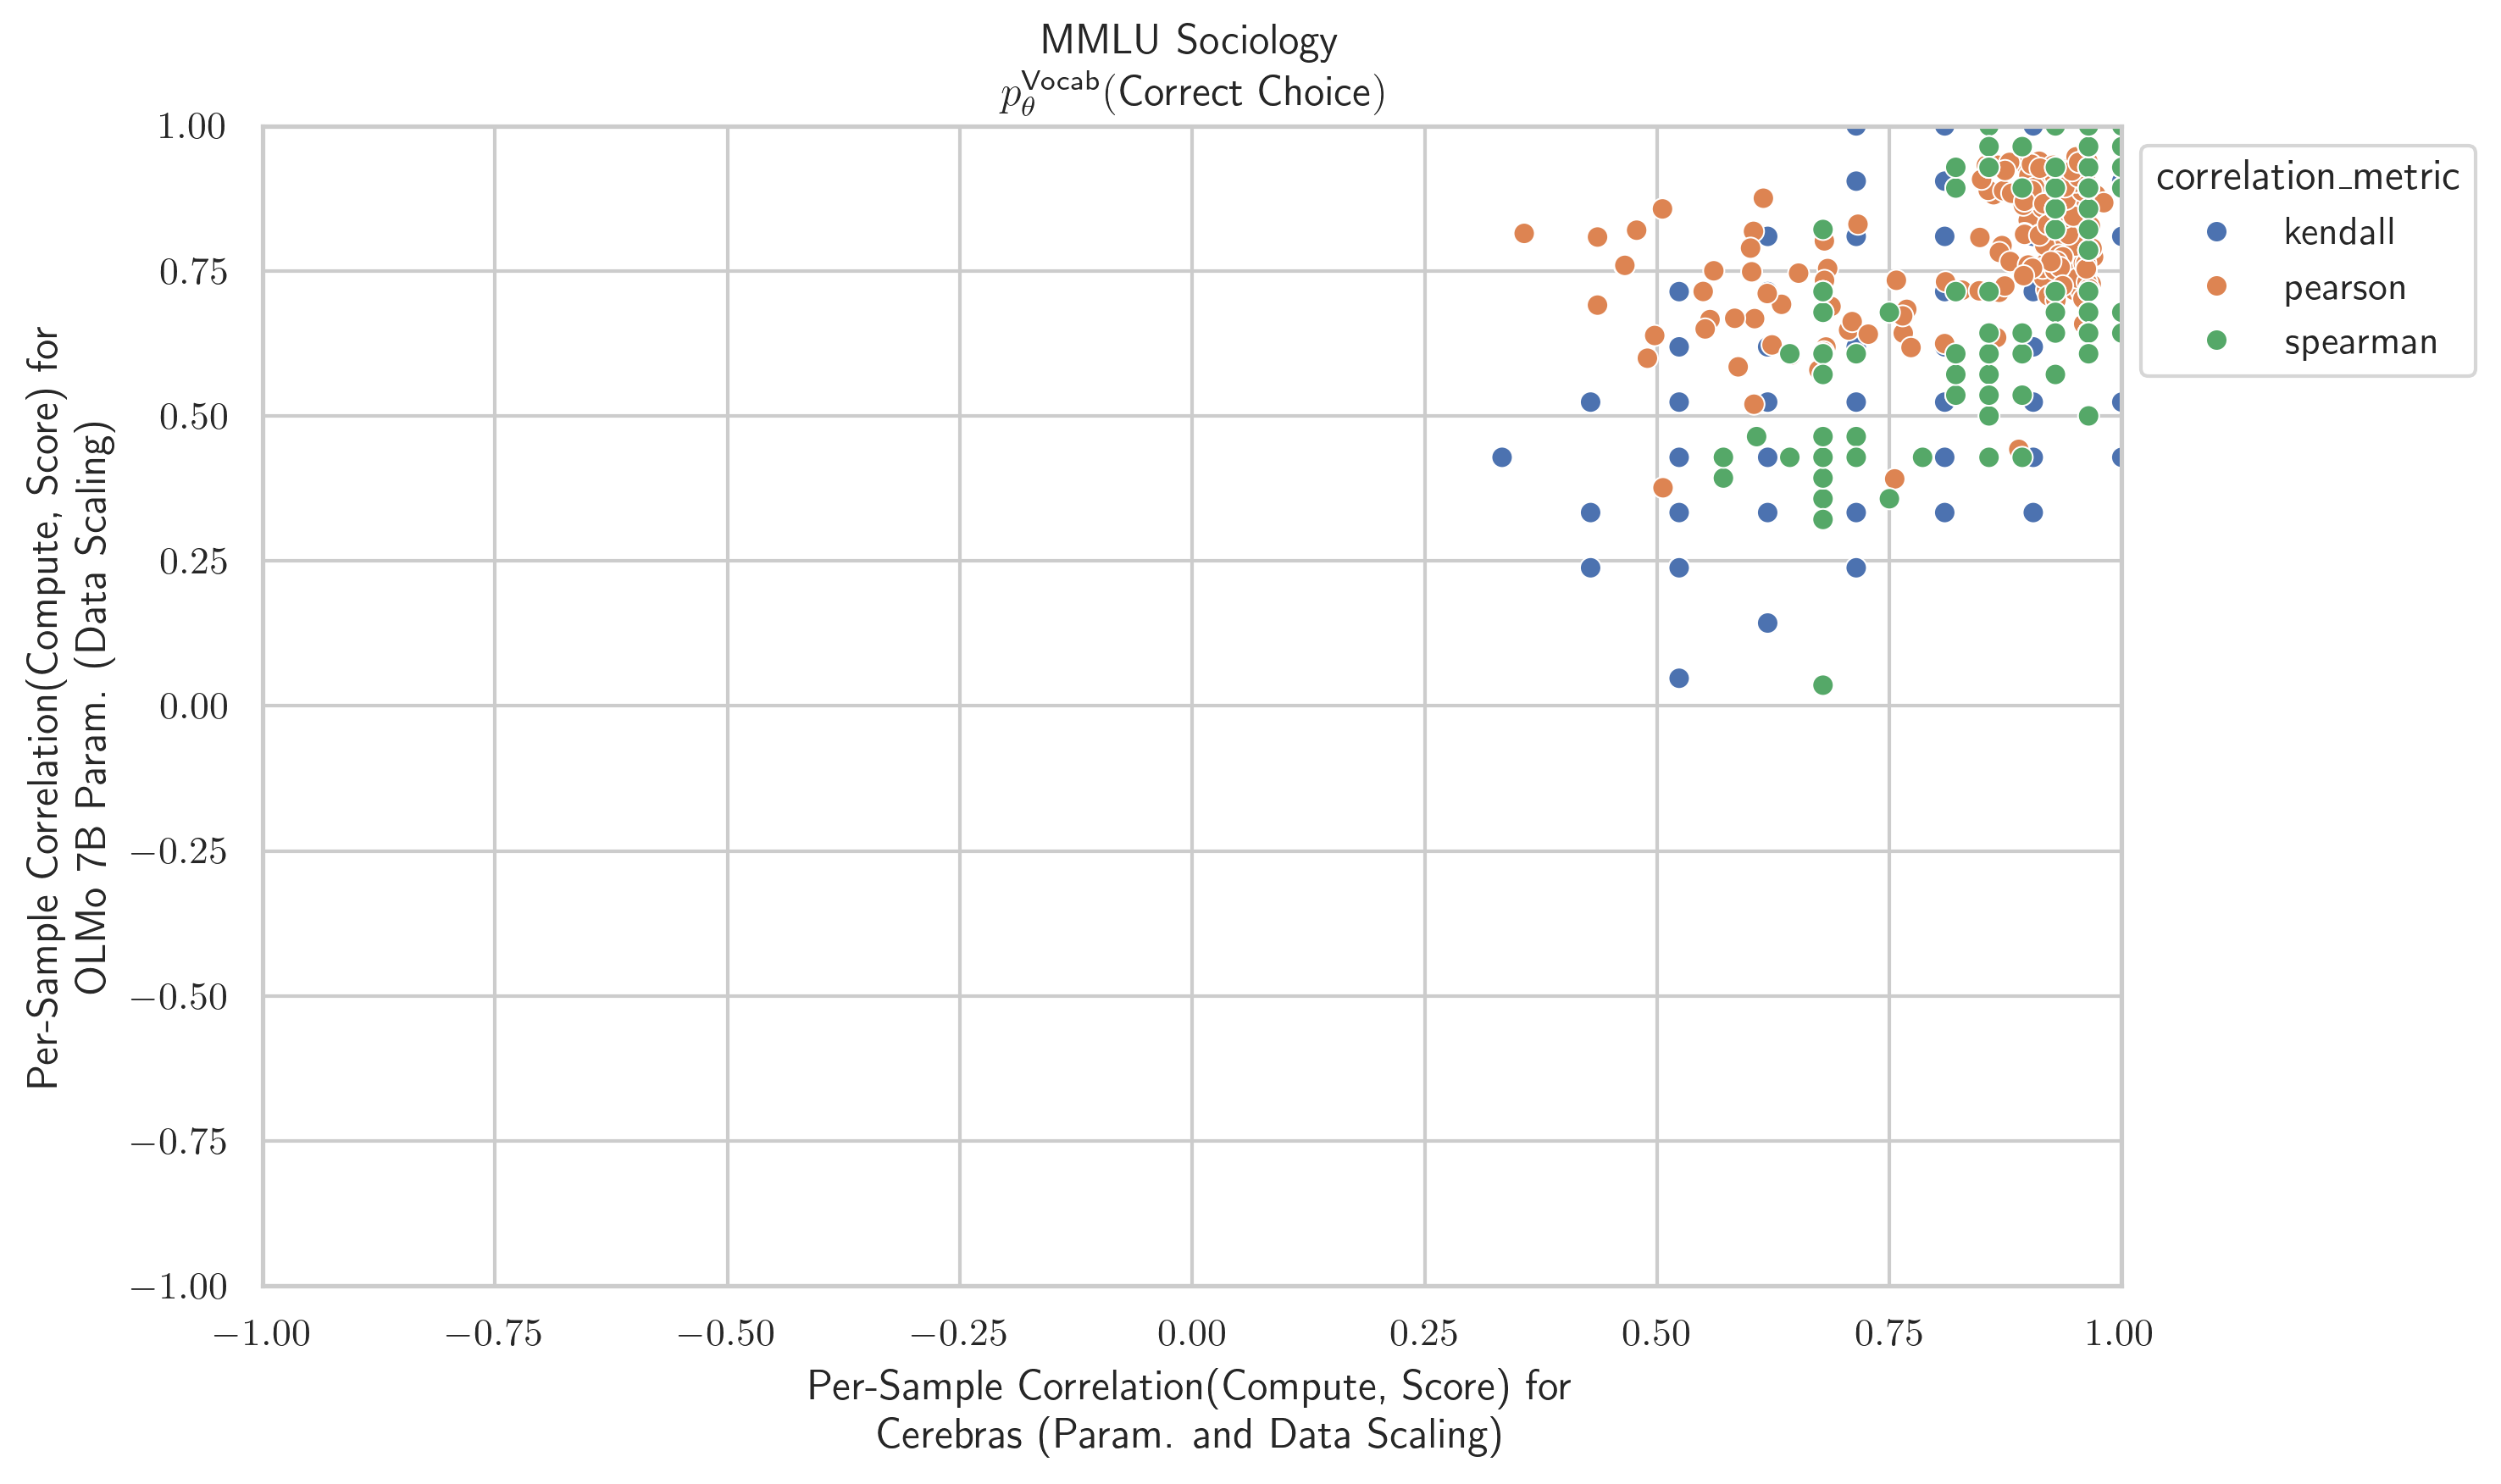 MMLU Sociology
p_θ^Vocab(Correct Choice)
1.00
0.75
0.50
0.25
0.00
−0.25
−0.50
−0.75
−1.00
Per-Sample Correlation(Compute, Score) for
OLMo 7B Param. (Data Scaling)
−1.00
−0.75
−0.50
−0.25
0.00
0.25
0.50
0.75
1.00
Per-Sample Correlation(Compute, Score) for
Cerebras (Param. and Data Scaling)
correlation_metric
kendall
pearson
spearman